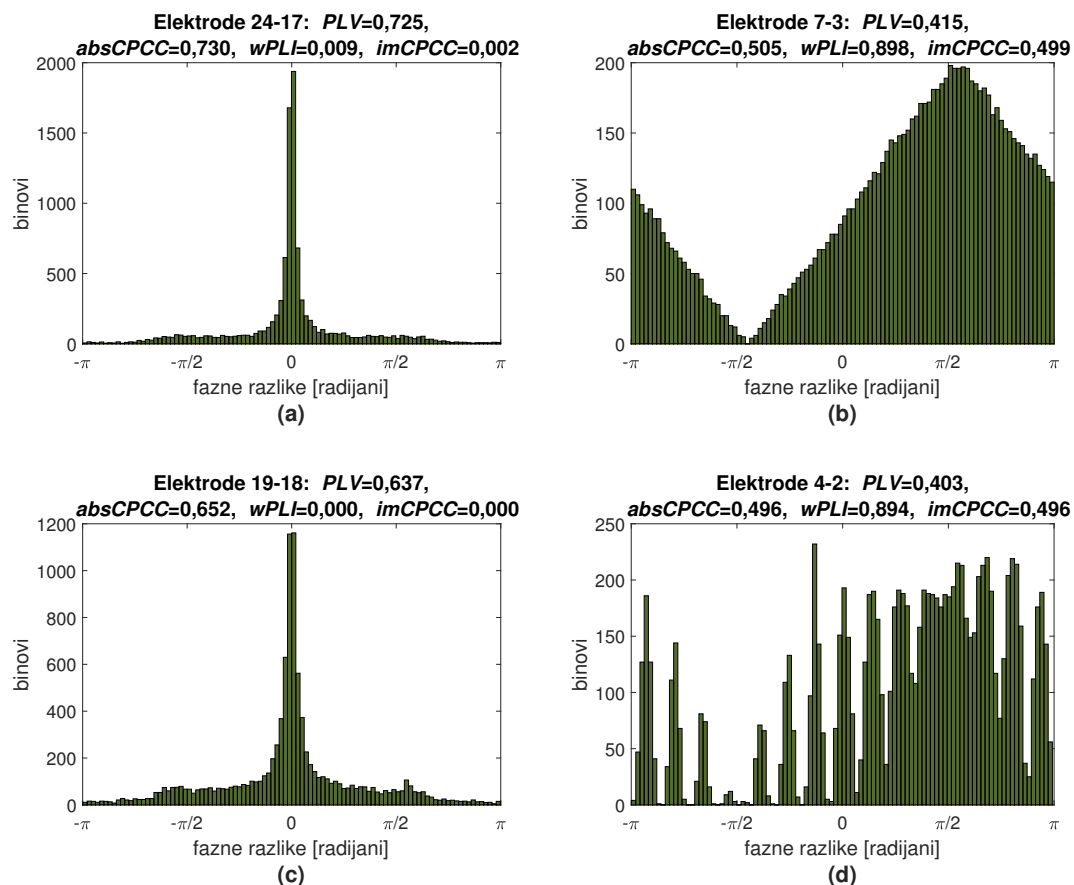 Elektrode 24-17: PLV=0,725,
absCPCC=0,730, wPLI=0,009, imCPCC=0,002
2000
1500
1000
500
0
binovi
-π
-π/2
0
π/2
π
fazne razlike [radijani]
(a)
Elektrode 7-3: PLV=0,415,
absCPCC=0,505, wPLI=0,898, imCPCC=0,499
200
150
100
50
0
binovi
-π
-π/2
0
π/2
π
fazne razlike [radijani]
(b)
Elektrode 19-18: PLV=0,637,
absCPCC=0,652, wPLI=0,000, imCPCC=0,000
1200
1000
800
600
400
200
0
binovi
-π
-π/2
0
π/2
π
fazne razlike [radijani]
(c)
Elektrode 4-2: PLV=0,403,
absCPCC=0,496, wPLI=0,894, imCPCC=0,496
250
200
150
100
50
0
binovi
-π
-π/2
0
π/2
π
fazne razlike [radijani]
(d)